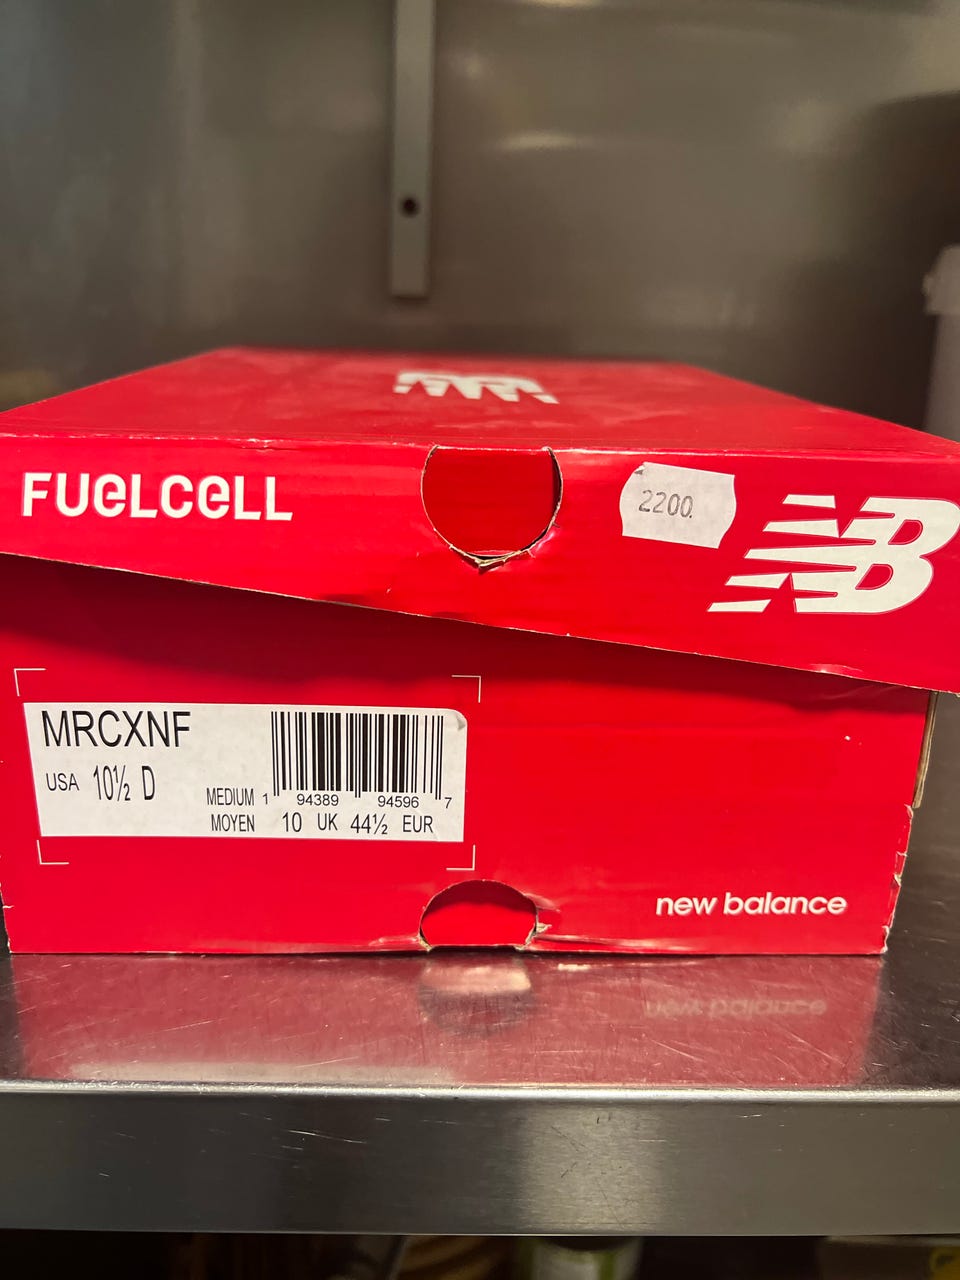 FUELCELL
2200.
NB
MRCXNF
USA 10½ D
MEDIUM 1 94389 94596 7
MOYEN 10 UK 44½ EUR
new balance